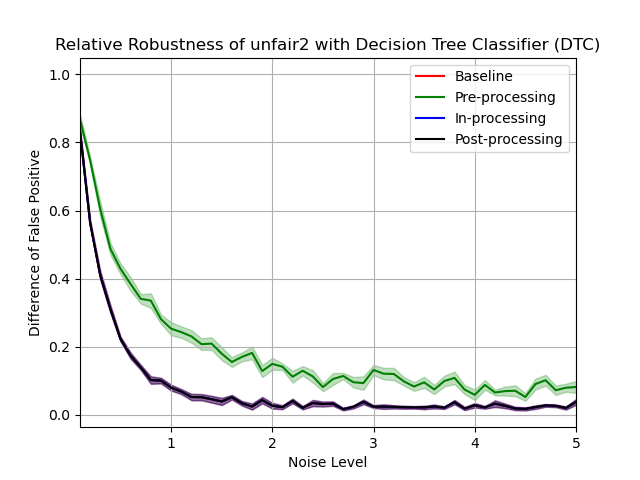 Relative Robustness of unfair2 with Decision Tree Classifier (DTC)
Difference of False Positive
1.0
0.8
0.6
0.4
0.2
0.0
Baseline
Pre-processing
In-processing
Post-processing
1 2 3 4 5
Noise Level